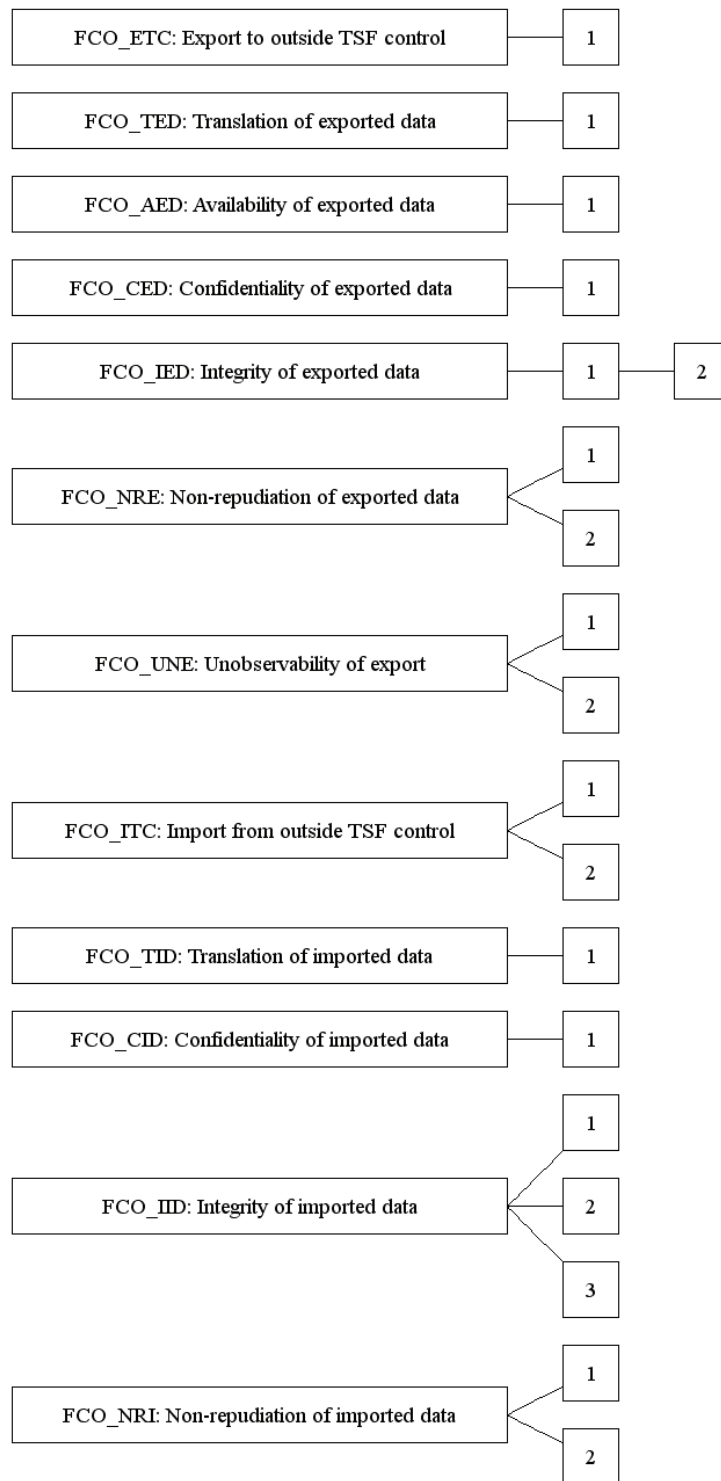 FCO_ETC: Export to outside TSF control 1
FCO_TED: Translation of exported data 1
FCO_AED: Availability of exported data 1
FCO_CED: Confidentiality of exported data 1
FCO_IED: Integrity of exported data 1 2
1
FCO_NRE: Non-repudiation of exported data
2
1
FCO_UNE: Unobservability of export
2
1
FCO_ITC: Import from outside TSF control
2
FCO_TID: Translation of imported data 1
FCO_CID: Confidentiality of imported data 1
1
FCO_IID: Integrity of imported data 2
3
1
FCO_NRI: Non-repudiation of imported data
2